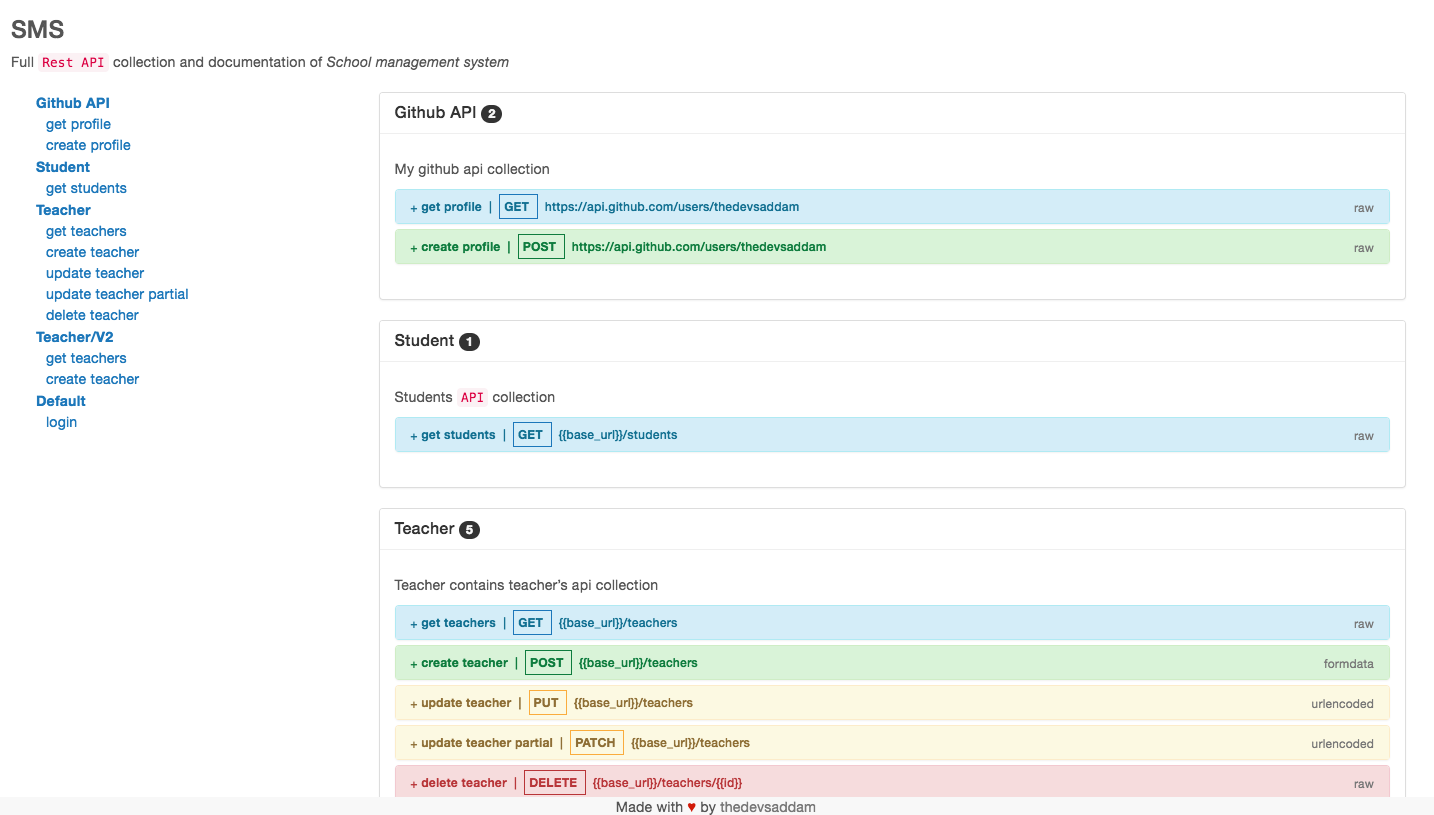 SMS
Full Rest API collection and documentation of School management system
Github API
get profile
create profile
Student
get students
Teacher
get teachers
create teacher
update teacher
update teacher partial
delete teacher
Teacher/V2
get teachers
create teacher
Default
login
Github API 2
My github api collection
+ get profile | GET https://api.github.com/users/thedevsaddam raw
+ create profile | POST https://api.github.com/users/thedevsaddam raw
Student 1
Students API collection
+ get students | GET {{base_url}}/students raw
Teacher 5
Teacher contains teacher's api collection
+ get teachers | GET {{base_url}}/teachers raw
+ create teacher | POST {{base_url}}/teachers formdata
+ update teacher | PUT {{base_url}}/teachers urlencoded
+ update teacher partial | PATCH {{base_url}}/teachers urlencoded
+ delete teacher | DELETE {{base_url}}/teachers/{{id}} raw
Made with ♥ by thedevsaddam